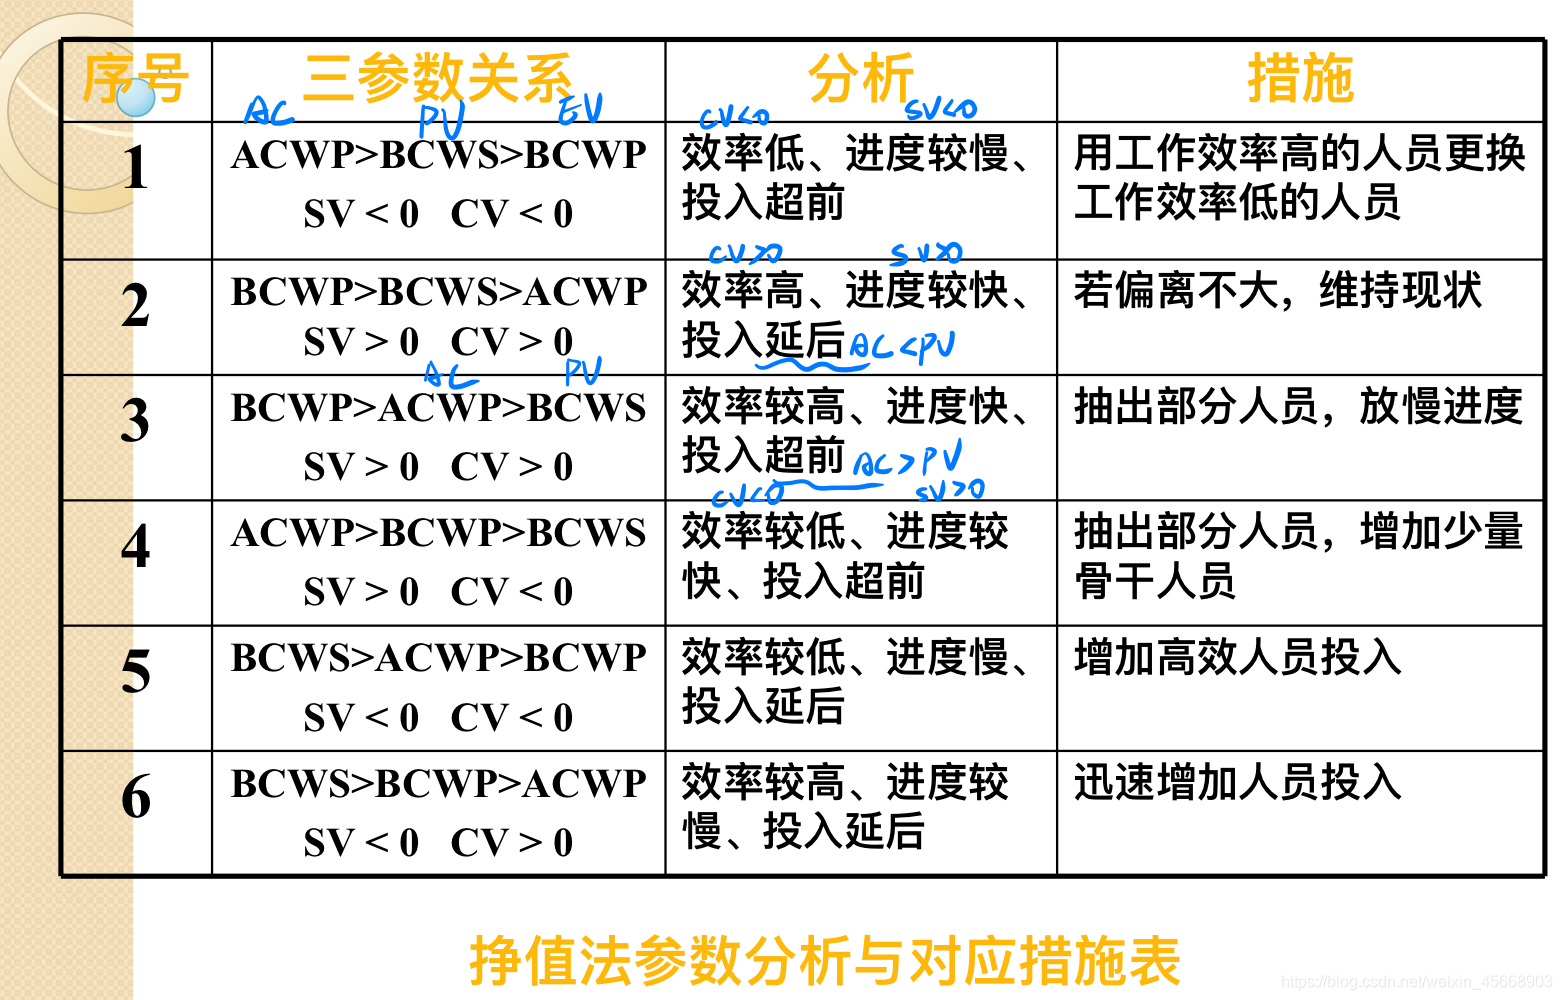 序号 三参数关系 分析 措施
AC PV EV CV<0 SV<0
1 ACWP>BCWS>BCWP 效率低、进度较慢、 用工作效率高的人员更换
SV < 0 CV < 0 投入超前 工作效率低的人员
CV>0 SV>0
2 BCWP>BCWS>ACWP 效率高、进度较快、 若偏离不大，维持现状
SV > 0 CV > 0 投入延后 AC<PV
AC PV
3 BCWP>ACWP>BCWS 效率较高、进度快、 抽出部分人员，放慢进度
SV > 0 CV > 0 投入超前 AC>PV
CV<0 SV>0
4 ACWP>BCWP>BCWS 效率较低、进度较 抽出部分人员，增加少量
SV > 0 CV < 0 快、投入超前 骨干人员
5 BCWS>ACWP>BCWP 效率较低、进度慢、 增加高效人员投入
SV < 0 CV < 0 投入延后
6 BCWS>BCWP>ACWP 效率较高、进度较 迅速增加人员投入
SV < 0 CV > 0 慢、投入延后
挣值法参数分析与对应措施表
https://blog.csdn.net/weixin_45668903